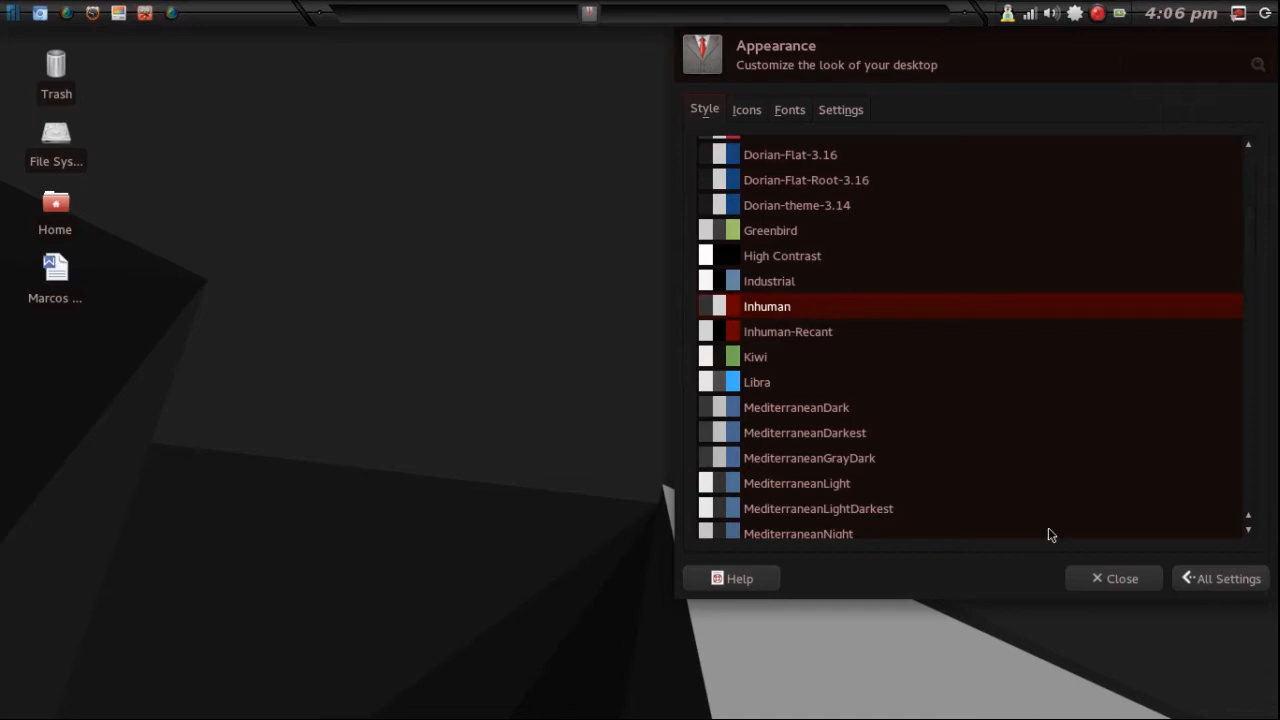 4:06 pm
Trash
File Sys...
Home
Marcos ...
Appearance
Customize the look of your desktop
Style Icons Fonts Settings
Dorian-Flat-3.16
Dorian-Flat-Root-3.16
Dorian-theme-3.14
Greenbird
High Contrast
Industrial
Inhuman
Inhuman-Recant
Kiwi
Libra
MediterraneanDark
MediterraneanDarkest
MediterraneanGrayDark
MediterraneanLight
MediterraneanLightDarkest
MediterraneanNight
Help Close All Settings